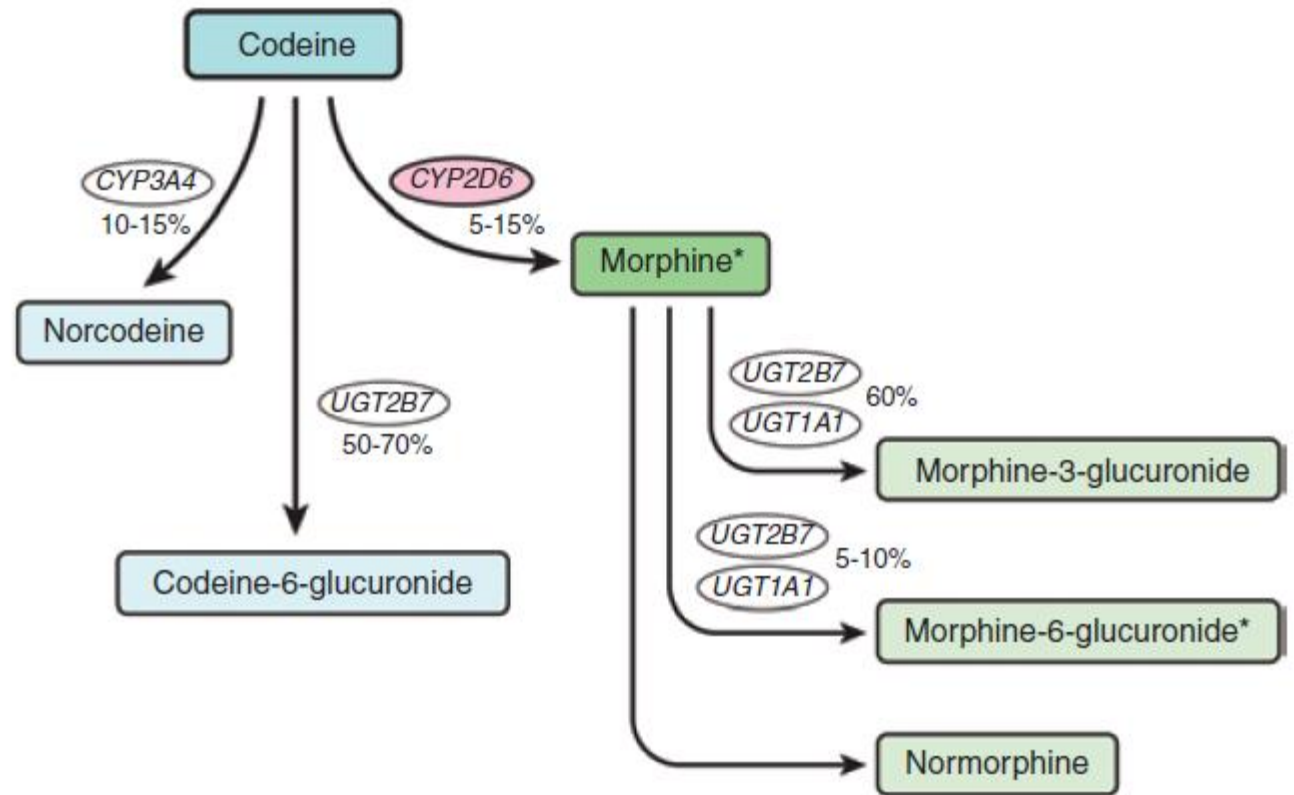 Codeine
CYP3A4
10-15%
CYP2D6
5-15%
Morphine*
Norcodeine
UGT2B7
50-70%
UGT2B7
UGT1A1
60%
Morphine-3-glucuronide
Codeine-6-glucuronide
UGT2B7
UGT1A1
5-10%
Morphine-6-glucuronide*
Normorphine